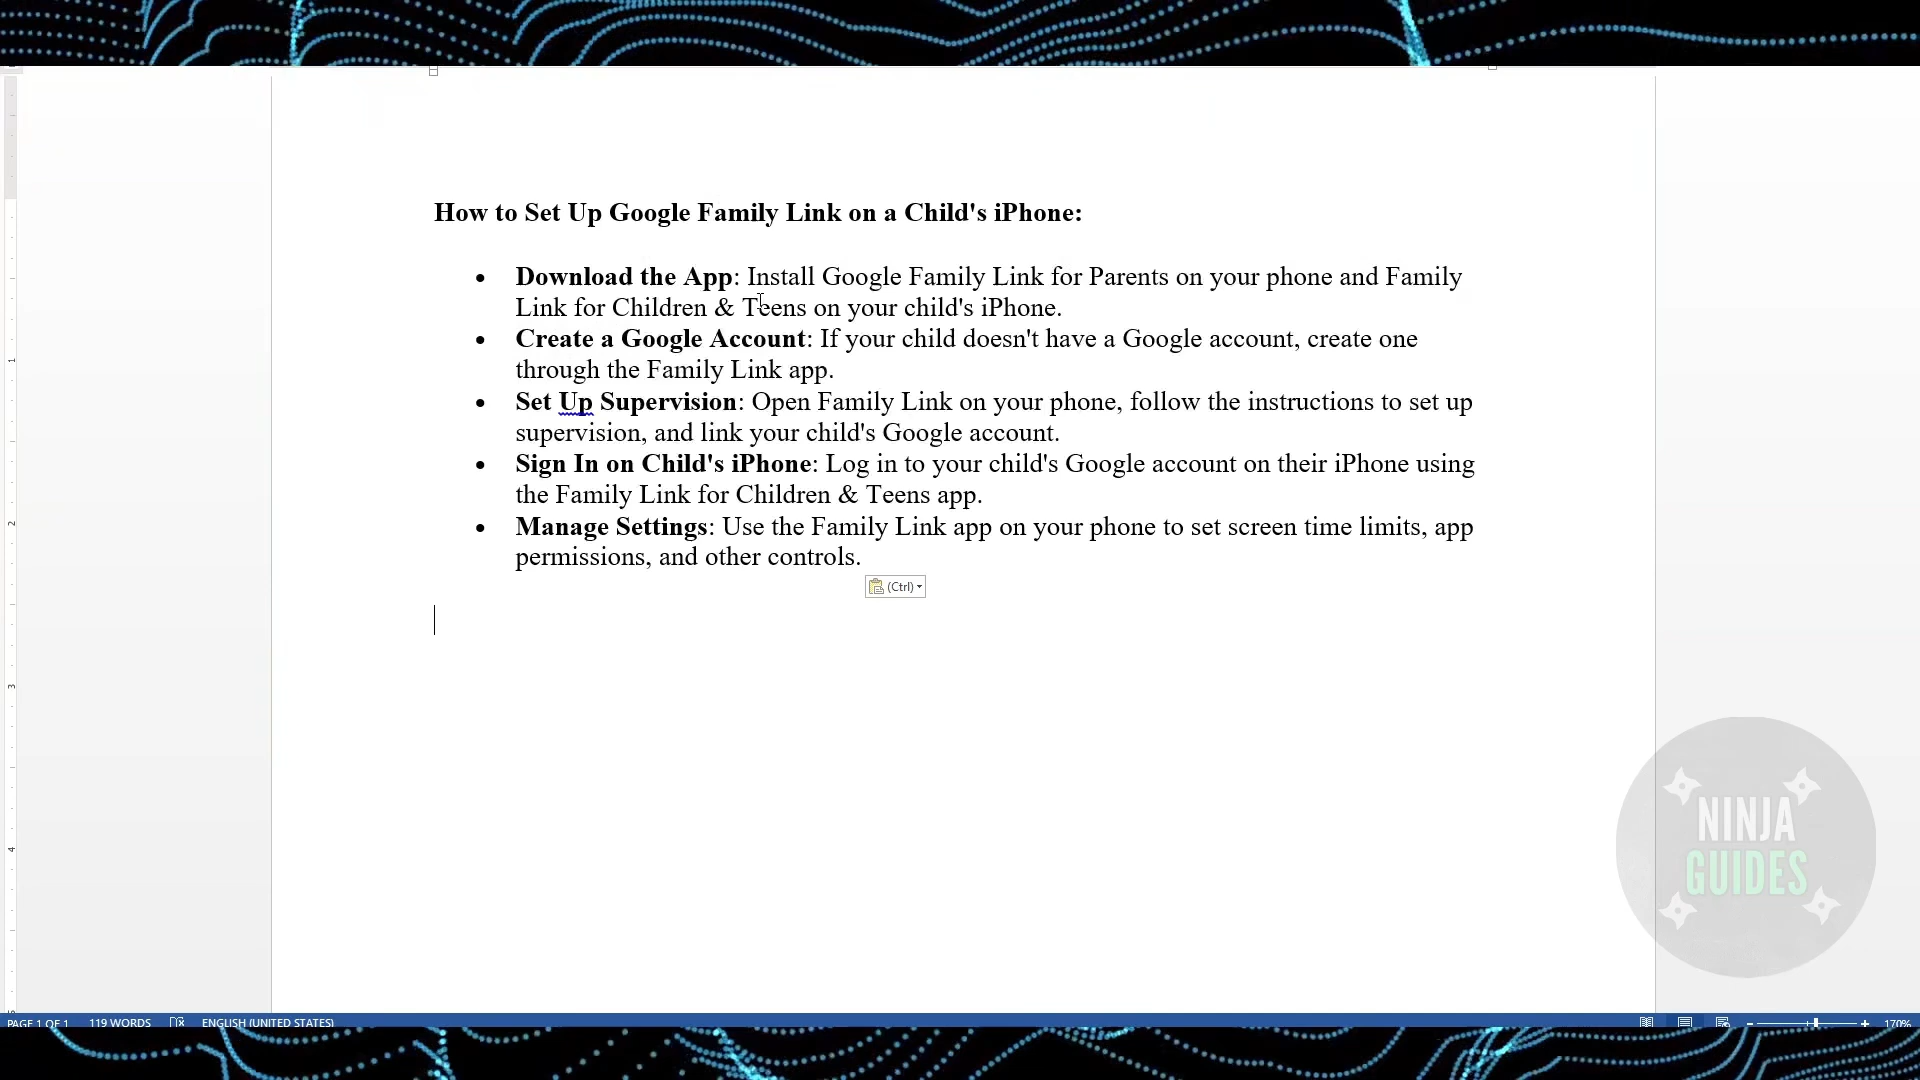 How to Set Up Google Family Link on a Child's iPhone:
• Download the App: Install Google Family Link for Parents on your phone and Family
Link for Children & Teens on your child's iPhone.
• Create a Google Account: If your child doesn't have a Google account, create one
through the Family Link app.
• Set Up Supervision: Open Family Link on your phone, follow the instructions to set up
supervision, and link your child's Google account.
• Sign In on Child's iPhone: Log in to your child's Google account on their iPhone using
the Family Link for Children & Teens app.
• Manage Settings: Use the Family Link app on your phone to set screen time limits, app
permissions, and other controls.
(Ctrl)
1
2
3
4
NINJA
GUIDES
PAGE 1 OF 1 119 WORDS ENGLISH (UNITED STATES) 170%